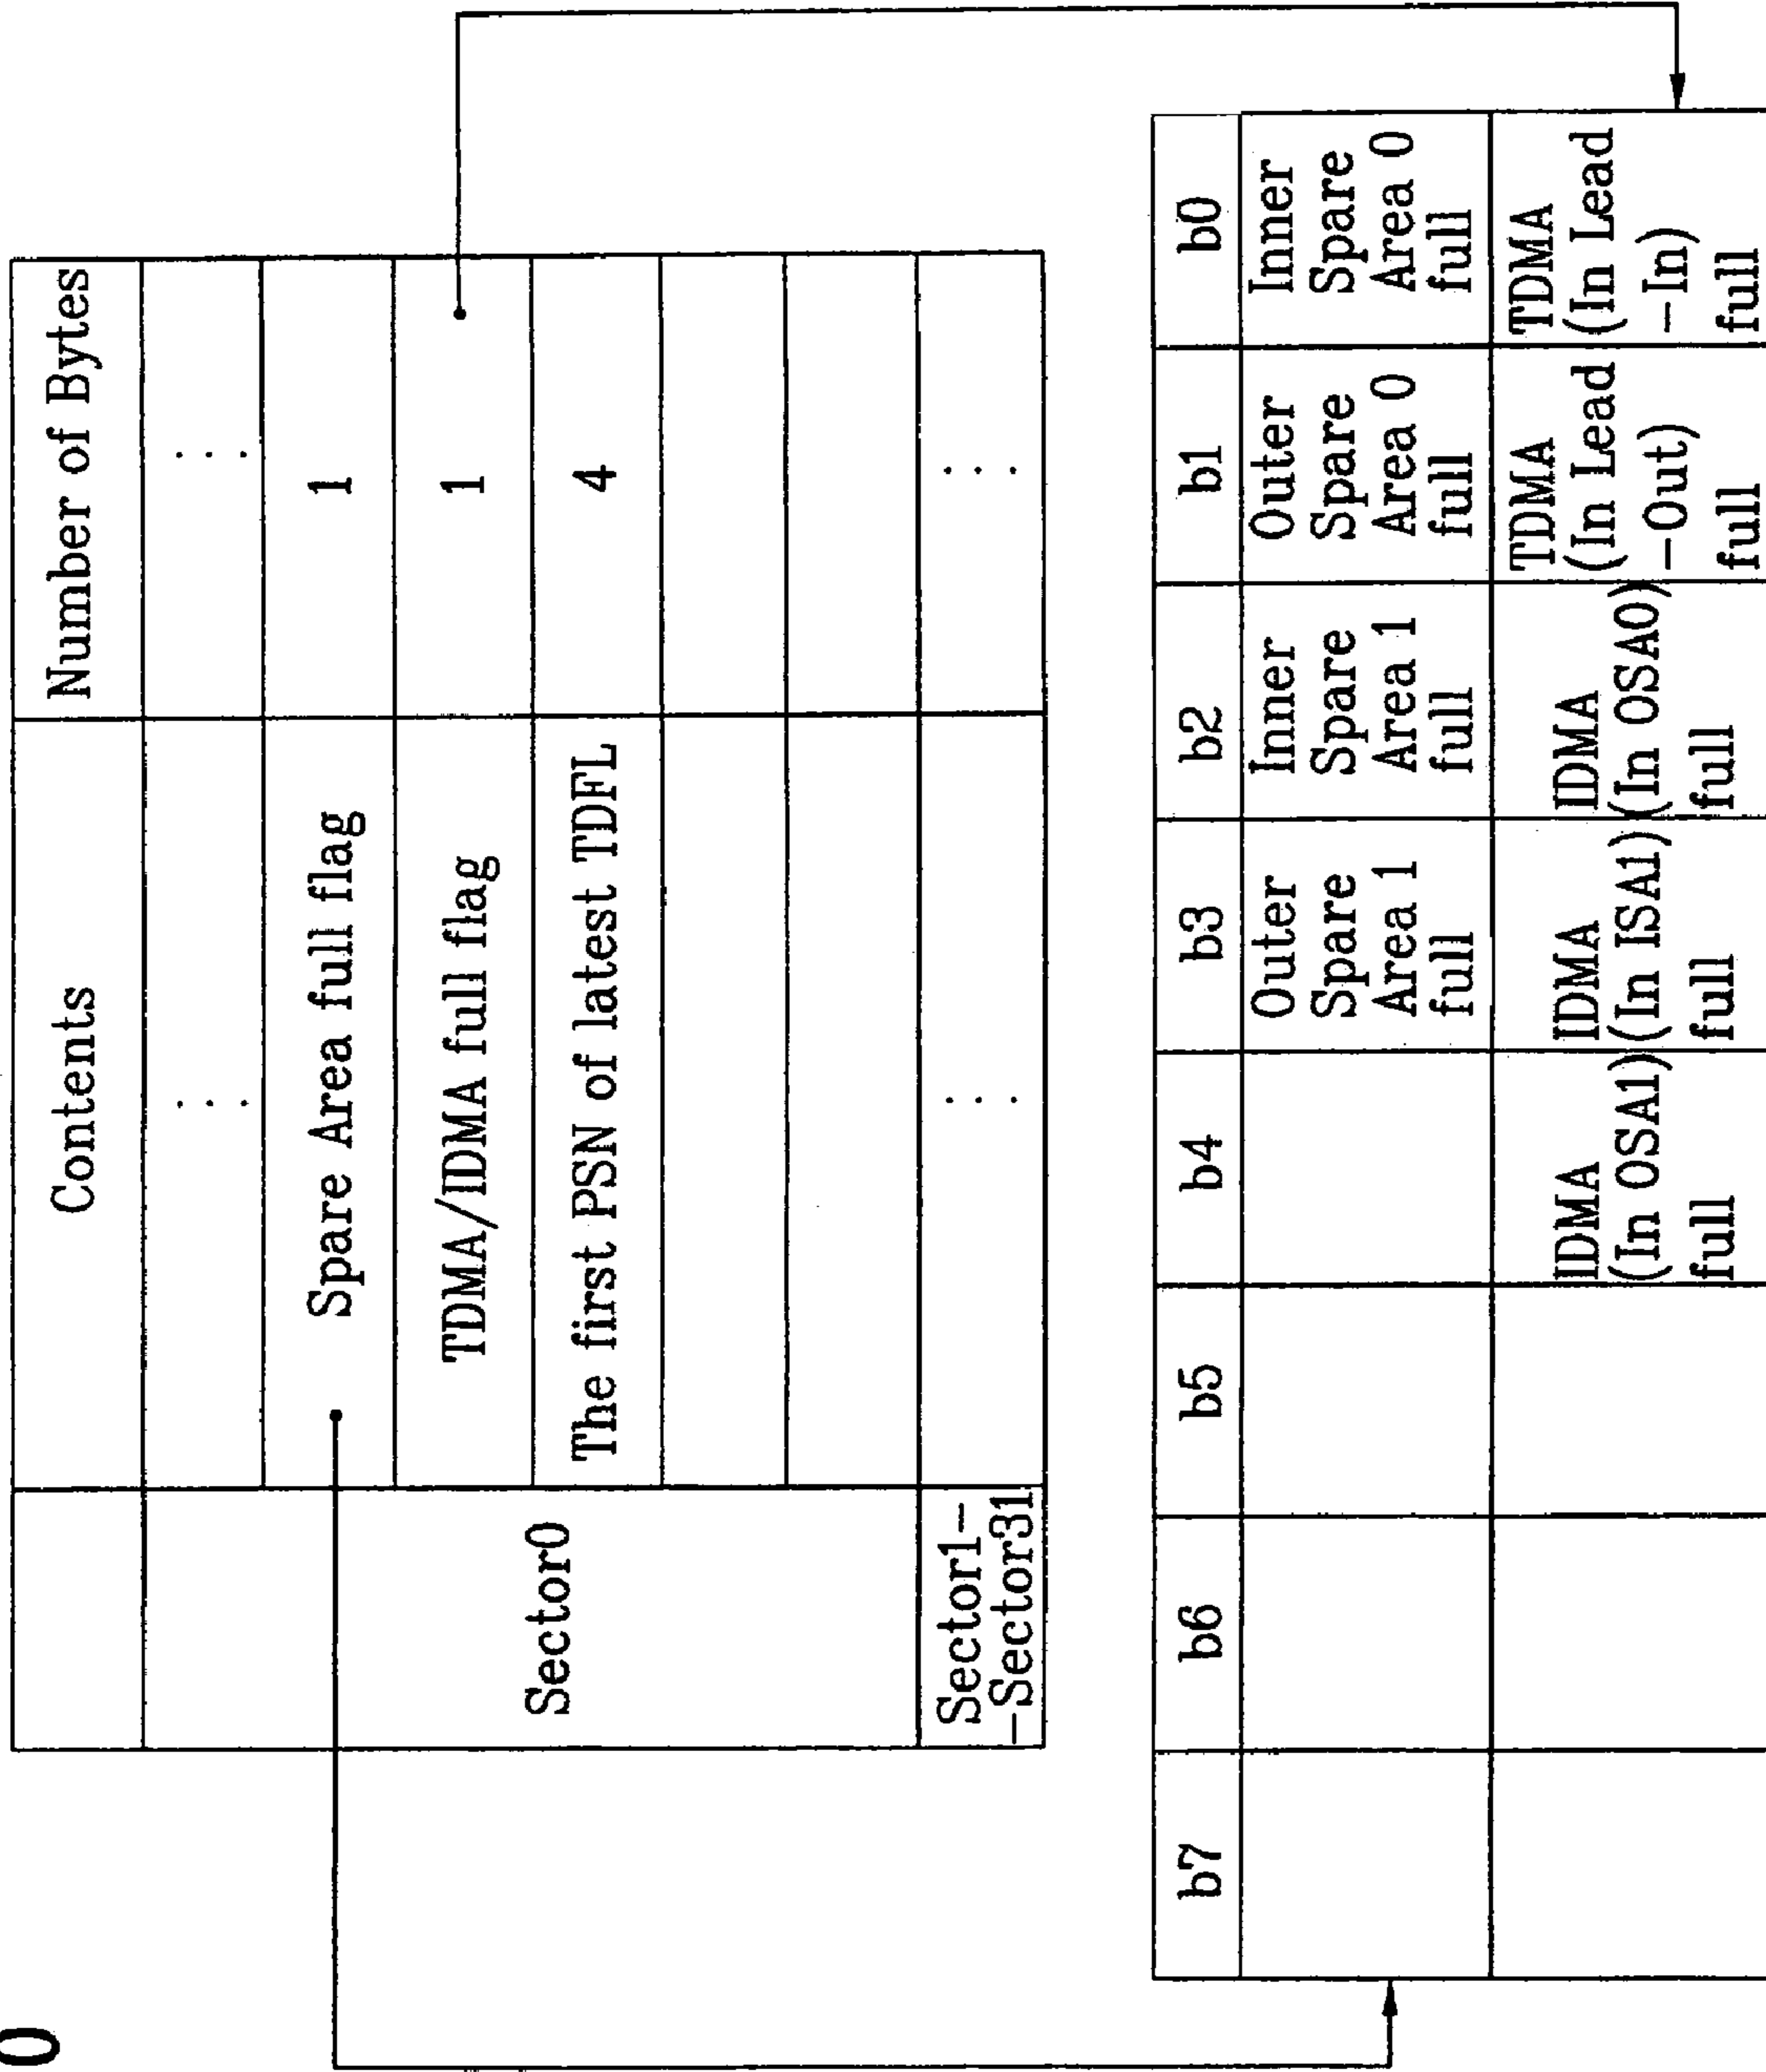 0
Contents
Number of Bytes
. . .
. . .
Spare Area full flag
1
TDMA/IDMA full flag
1
Sector0
The first PSN of latest TDFL
4
Sector1-
-Sector31
. . .
. . .
b7
b6
b5
b4
b3
b2
b1
b0
Outer
Spare
Area 1
full
Inner
Spare
Area 1
full
Outer
Spare
Area 0
full
Inner
Spare
Area 0
full
IDMA
(In OSA1)
full
IDMA
(In ISA1)
full
IDMA
(In OSA0)
full
TDMA
(In Lead
-Out)
full
TDMA
(In Lead
-In)
full